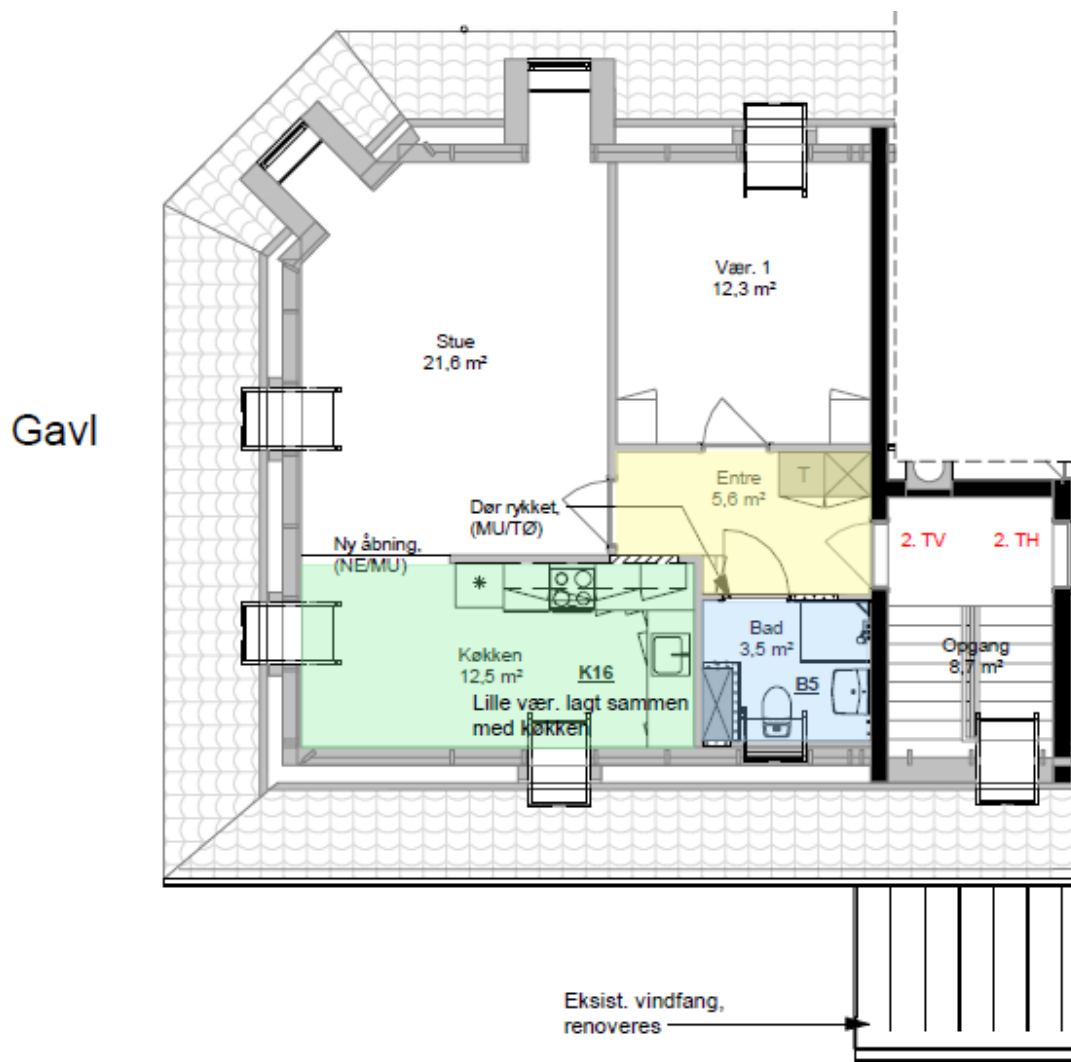 Vær. 1
12,3 m²
Stue
21,6 m²
Gavl
Entre
5,6 m²
T
Dør rykket,
(MU/TØ)
Ny åbning,
(NE/MU)
2. TV
2. TH
Bad
3,5 m²
B5
Opgang
8,7 m²
Køkken
12,5 m²
K16
Lille vær. lagt sammen
med køkken
Eksist. vindfang,
renoveres